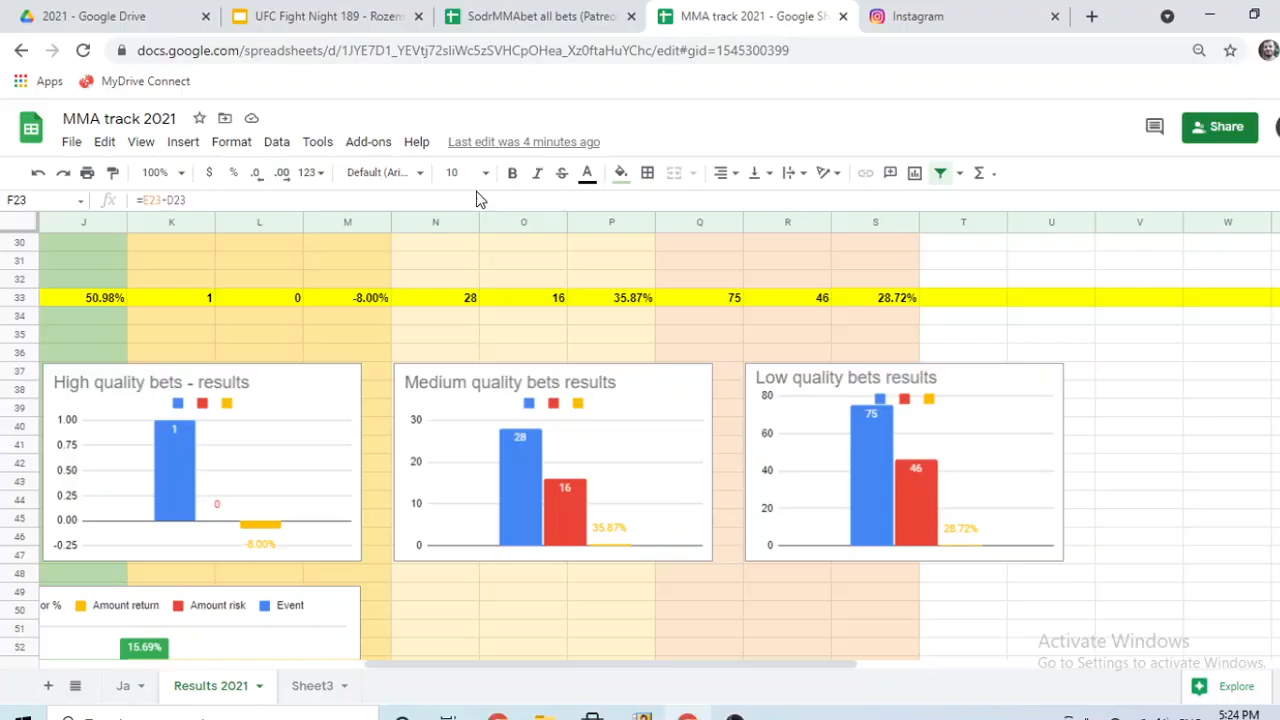 2021 - Google Drive
UFC Fight Night 189 - Rozens
SodrMMAbet all bets (Patreo
MMA track 2021 - Google Sh
Instagram
docs.google.com/spreadsheets/d/1JYE7D1_YEVtj72sIiWc5zSVHCpOHea_Xz0ftaHuYChc/edit#gid=1545300399
Apps
MyDrive Connect
MMA track 2021
File Edit View Insert Format Data Tools Add-ons Help Last edit was 4 minutes ago
Share
100% $ % .0 .00 123 Default (Ari... 10 B I S A
F23 fx =E23-D23
J K L M N O P Q R S T U V W
30
31
32
33 50.98% 1 0 -8.00% 28 16 35.87% 75 46 28.72%
34
35
36
37
38
39
40
41
42
43
44
45
46
47
48
49
50
51
52
High quality bets - results
1.00
0.75
0.50
0.25
0.00
-0.25
1
0
-8.00%
Medium quality bets results
30
20
10
0
28
16
35.87%
Low quality bets results
80
60
40
20
0
75
46
28.72%
or % Amount return Amount risk Event
15.69%
Activate Windows
Go to Settings to activate Windows.
Ja
Results 2021
Sheet3
Explore
5:24 PM